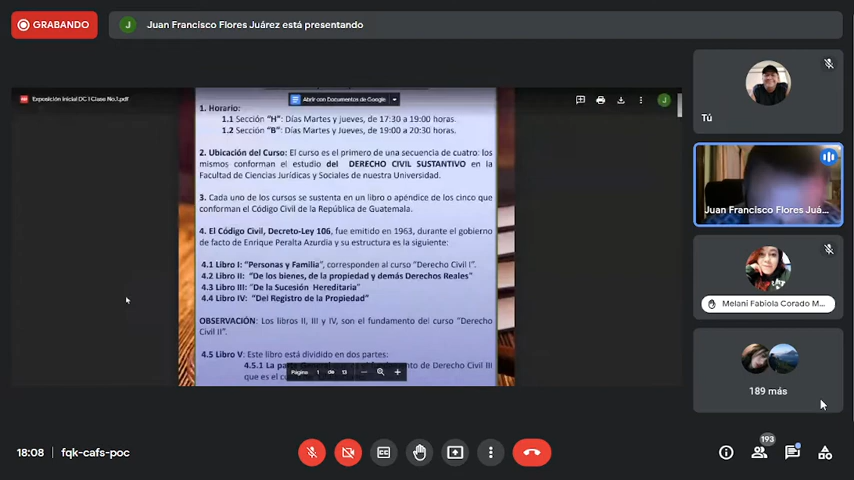 GRABANDO
J
Juan Francisco Flores Juárez está presentando
Exposición Inicial DC I Clase No.1.pdf
Abrir con Documentos de Google
J
1. Horario:
1.1 Sección "H": Días Martes y Jueves, de 17:30 a 19:00 horas.
1.2 Sección "B": Días Martes y Jueves, de 19:00 a 20:30 horas.
2. Ubicación del Curso: El curso es el primero de una secuencia de cuatro: los
mismos conforman el estudio del DERECHO CIVIL SUSTANTIVO en la
Facultad de Ciencias Jurídicas y Sociales de nuestra Universidad.
3. Cada uno de los cursos se sustenta en un libro o apéndice de los cinco que
conforman el Código Civil de la República de Guatemala.
4. El Código Civil, Decreto-Ley 106, fue emitido en 1963, durante el gobierno
de facto de Enrique Peralta Azurdia y su estructura es la siguiente:
4.1 Libro I: "Personas y Familia", corresponden al curso "Derecho Civil I".
4.2 Libro II: "De los bienes, de la propiedad y demás Derechos Reales"
4.3 Libro III: "De la Sucesión Hereditaria"
4.4 Libro IV: "Del Registro de la Propiedad"
OBSERVACIÓN: Los libros II, III y IV, son el fundamento del curso "Derecho
Civil II".
4.5 Libro V: Este libro está dividido en dos partes:
4.5.1 La parte de Derecho Civil III
que es el
Página 1 de 13
Tú
Juan Francisco Flores Juá...
Melani Fabiola Corado M...
189 más
18:08
fqk-cafs-poc
193